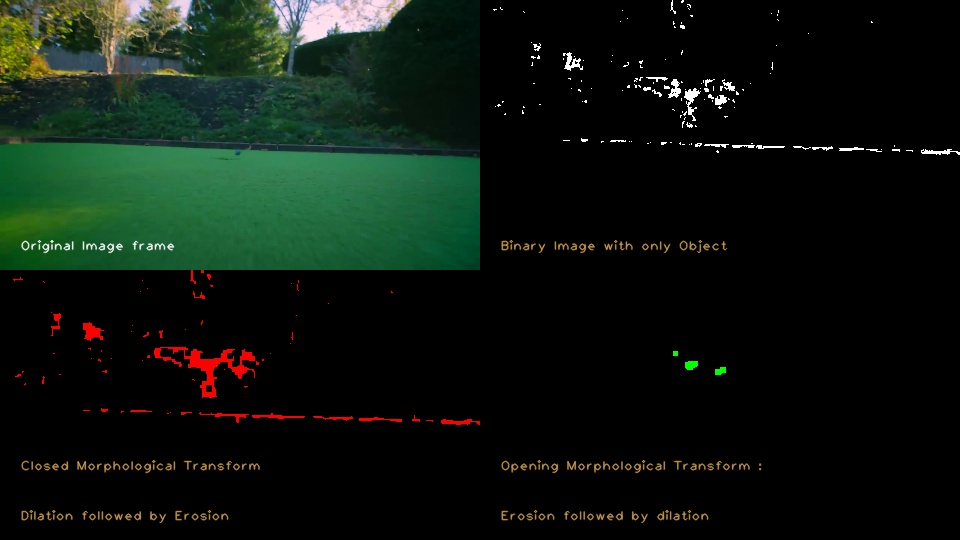 Original Image frame
Binary Image with only Object
Closed Morphological Transform
Dilation followed by Erosion
Opening Morphological Transform :
Erosion followed by dilation